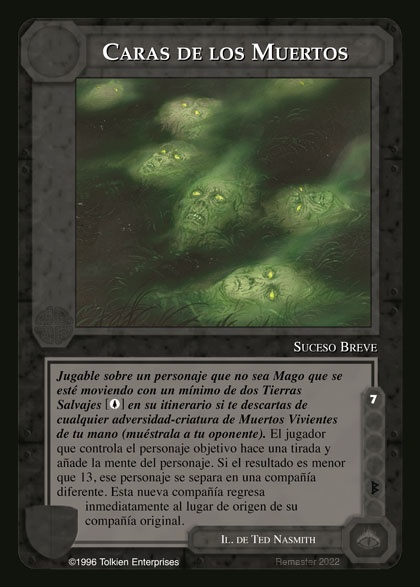 CARAS DE LOS MUERTOS
SUCESO BREVE
Jugable sobre un personaje que no sea Mago que se
esté moviendo con un mínimo de dos Tierras
Salvajes en su itinerario si te descartas de
cualquier adversidad-criatura de Muertos Vivientes
de tu mano (muéstrala a tu oponente). El jugador
que controla el personaje objetivo hace una tirada y
añade la mente del personaje. Si el resultado es menor
que 13, ese personaje se separa en una compañía
diferente. Esta nueva compañía regresa
inmediatamente al lugar de origen de su
compañía original.
7
IL. DE TED NASMITH
©1996 Tolkien Enterprises
Remaster 2022